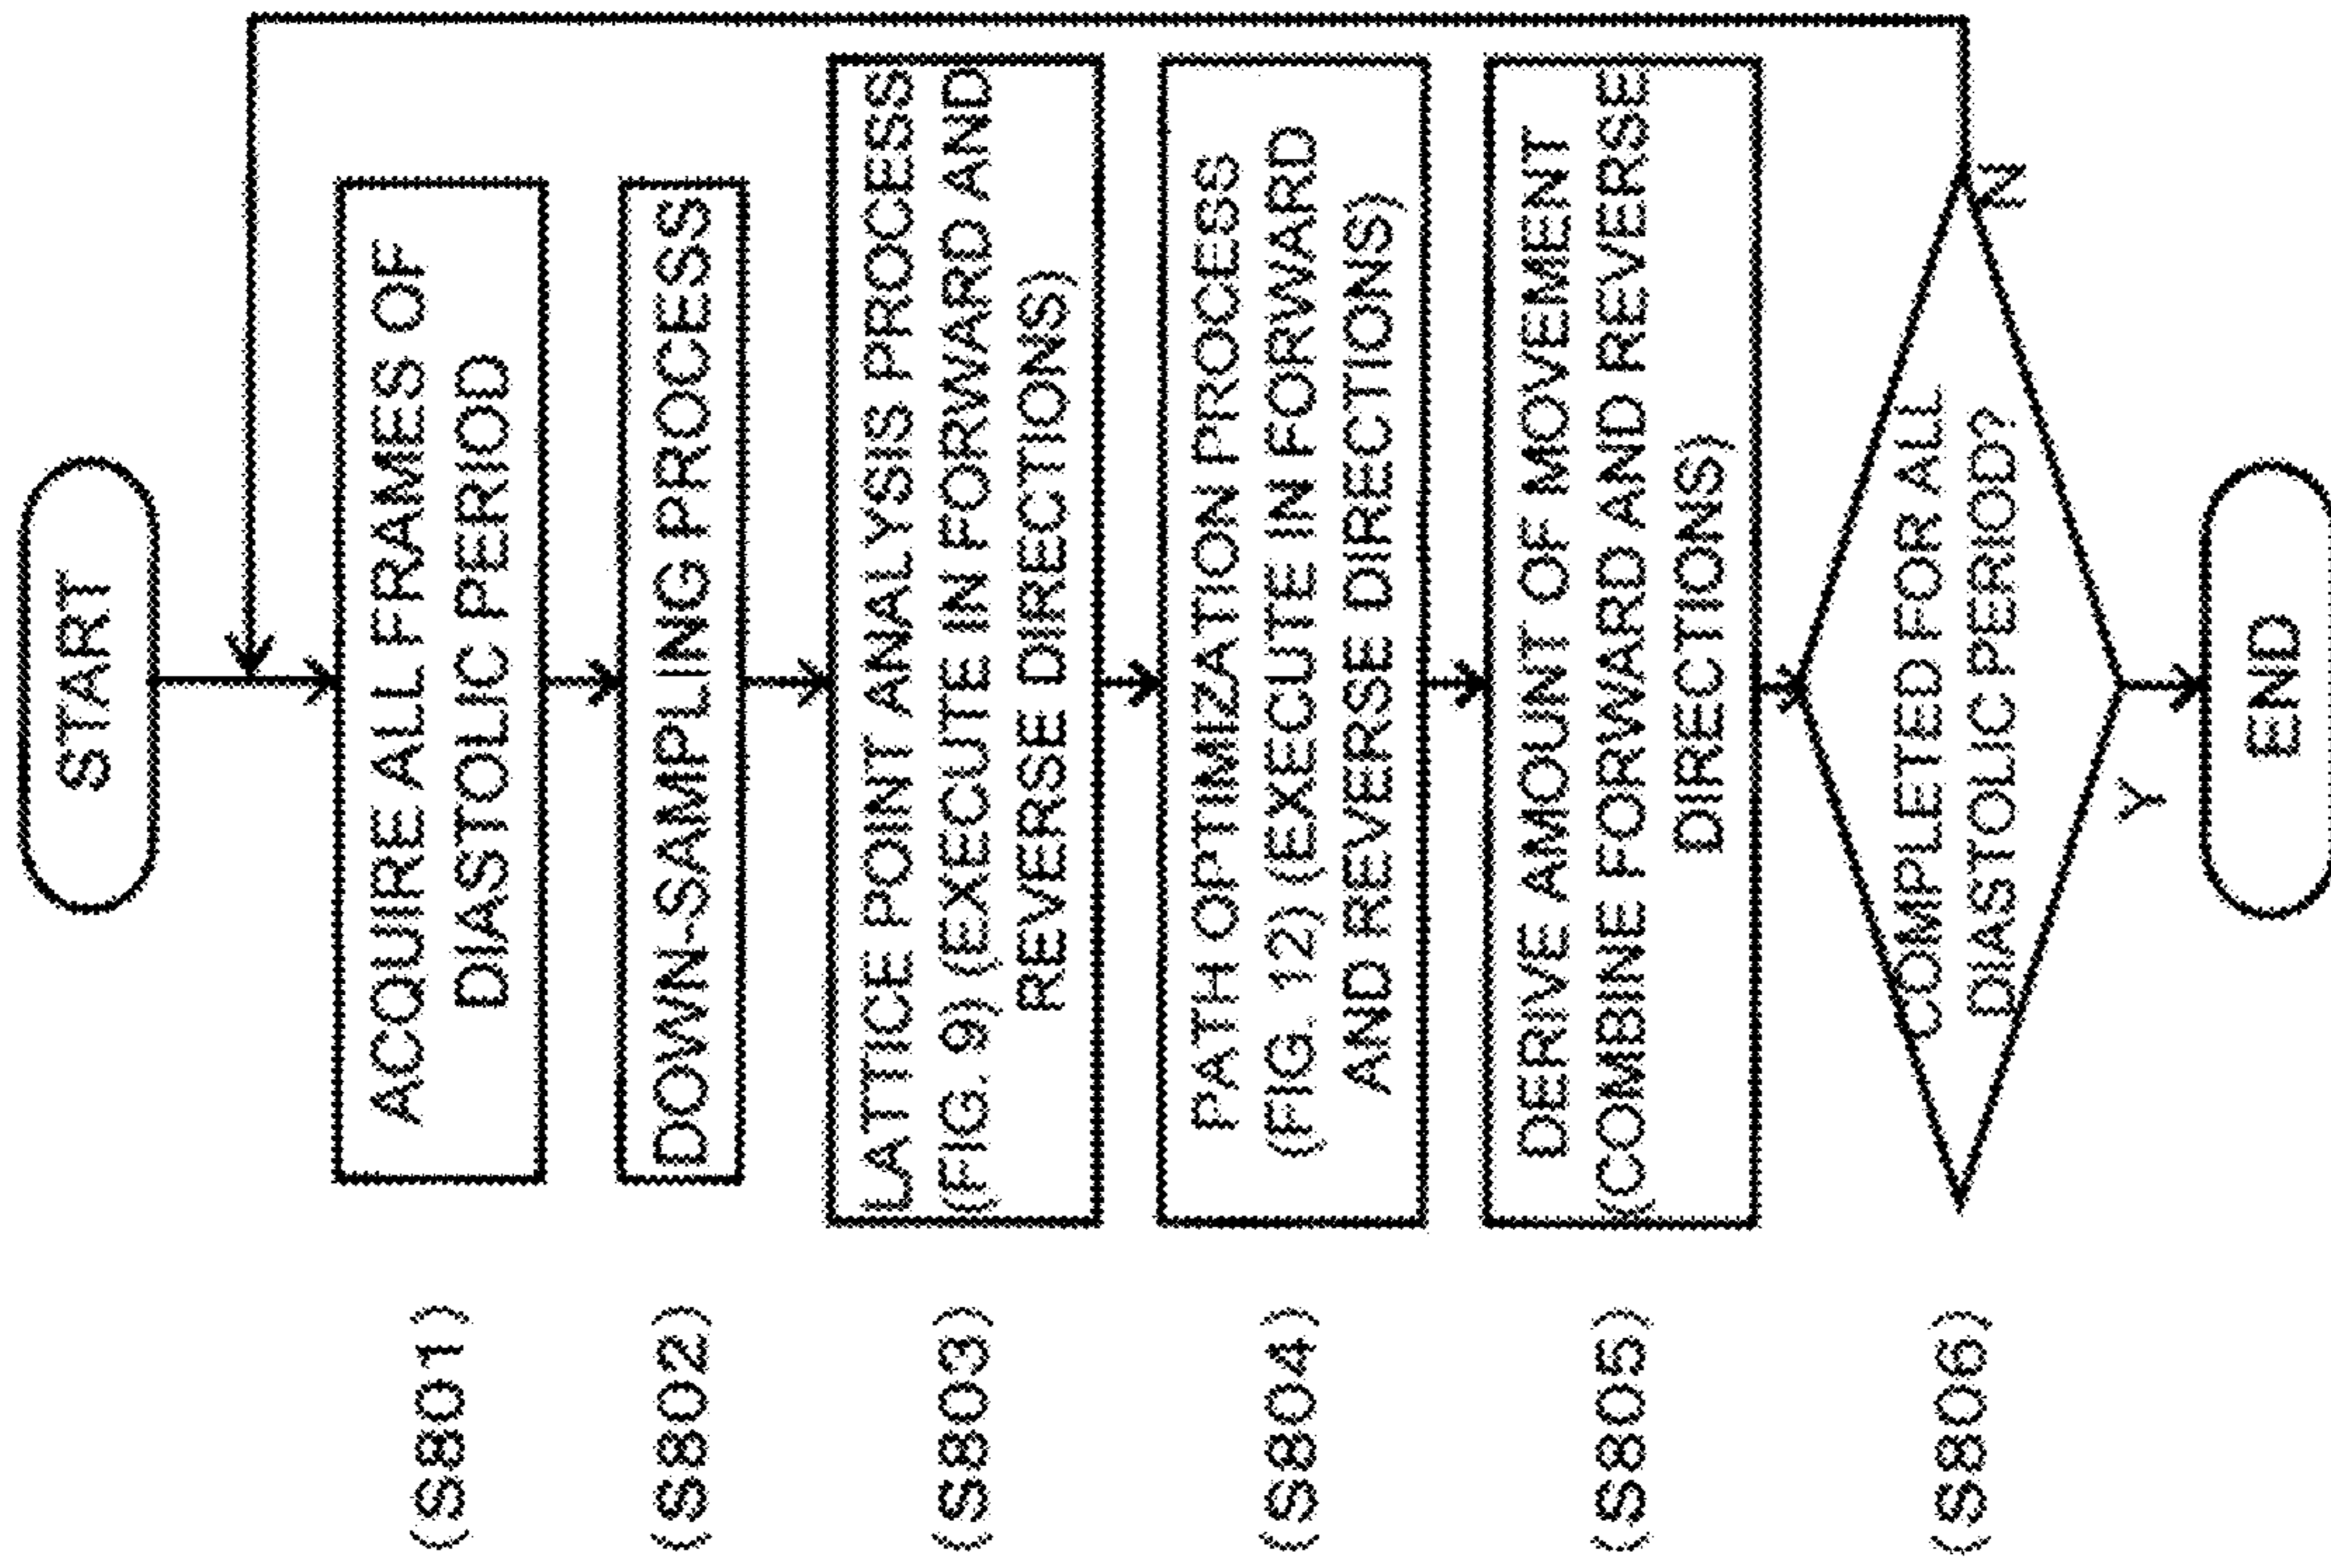 START
(S801)
ACQUIRE ALL FRAMES OF
DIASTOLIC PERIOD
(S802)
DOWN-SAMPLING PROCESS
(S803)
LATTICE POINT ANALYSIS PROCESS
(FIG. 9) (EXECUTE IN FORWARD AND
REVERSE DIRECTIONS)
(S804)
PATH OPTIMIZATION PROCESS
(FIG. 12) (EXECUTE IN FORWARD
AND REVERSE DIRECTIONS)
(S805)
DERIVE AMOUNT OF MOVEMENT
(COMBINE FORWARD AND REVERSE
DIRECTIONS)
(S806)
COMPLETED FOR ALL
DIASTOLIC PERIOD?
N
Y
END